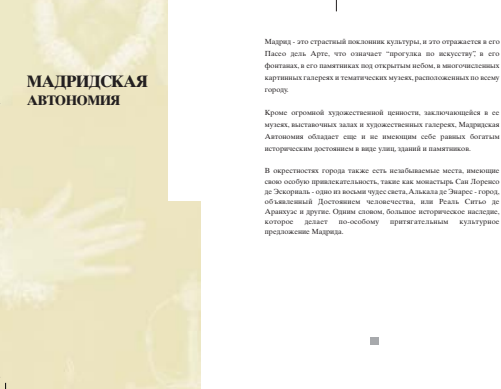 МАДРИДСКАЯ
АВТОНОМИЯ
Мадрид - это страстный поклонник культуры, и это отражается в его
Пасео дель Арте, что означает "прогулка по искусству", в его
фонтанах, в его памятниках под открытым небом, в многочисленных
картинных галереях и тематических музеях, расположенных по всему
городу.
Кроме огромной художественной ценности, заключающейся в ее
музеях, выставочных залах и художественных галереях, Мадридская
Автономия обладает еще и не имеющим себе равных богатым
историческим достоянием в виде улиц, зданий и памятников.
В окрестностях города также есть незабываемые места, имеющие
свою особую привлекательность, такие как монастырь Сан Лоренсо
де Эскориаль - одно из восьми чудес света, Алькала де Энарес - город,
объявленный Достоянием человечества, или Реаль Ситьо де
Аранхуэс и другие. Одним словом, большое историческое наследие,
которое делает по-особому притягательным культурное
предложение Мадрида.